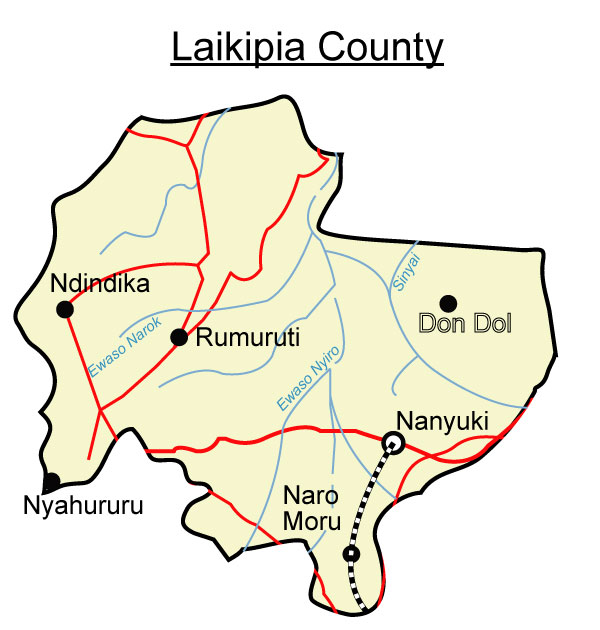 Laikipia County
Sinyai
Ndindika
Don Dol
Rumuruti
Ewaso Narok
Ewaso Nyiro
Nanyuki
Naro
Moru
Nyahururu